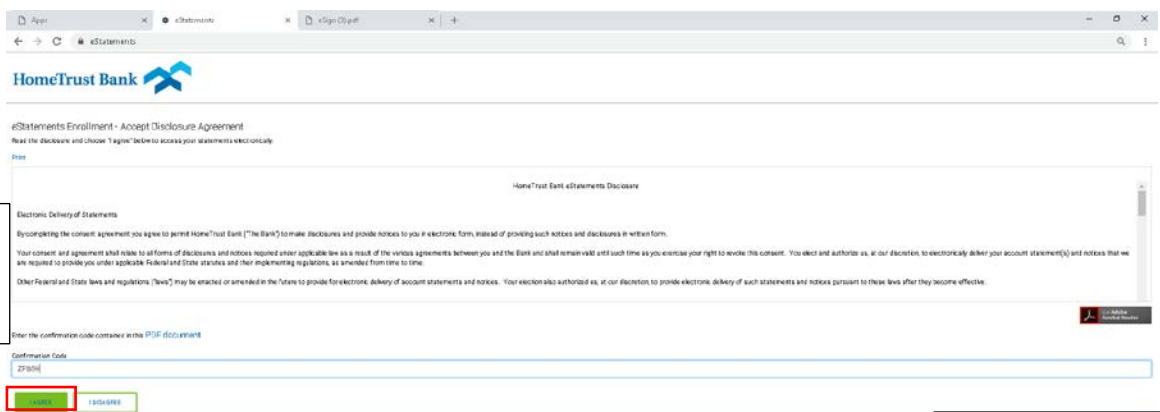 Appr
eStatements
eSign (3).pdf
eStatements
HomeTrust Bank
eStatements Enrollment - Accept Disclosure Agreement
Read the disclosure and choose "I agree" below to access your statements electronically.
Print
HomeTrust Bank eStatements Disclosure
Electronic Delivery of Statements
By completing the consent agreement you agree to permit HomeTrust Bank ("The Bank") to make disclosures and provide notices to you in electronic form, instead of providing such notices and disclosures in written form.
Your consent and agreement shall relate to all forms of disclosures and notices required under applicable law as a result of the various agreements between you and the Bank and shall remain valid until such time as you exercise your right to revoke this consent. You elect and authorize us, at our discretion, to electronically deliver your account statement(s) and notices that we
are required to provide you under applicable Federal and State statutes and their implementing regulations, as amended from time to time.
Other Federal and State laws and regulations ("laws") may be enacted or amended in the future to provide for electronic delivery of account statements and notices. Your election also authorized us, at our discretion, to provide electronic delivery of such statements and notices pursuant to these laws after they become effective.
Get Adobe
Acrobat Reader
Enter the confirmation code contained in this PDF document
Confirmation Code
I AGREE
I DISAGREE